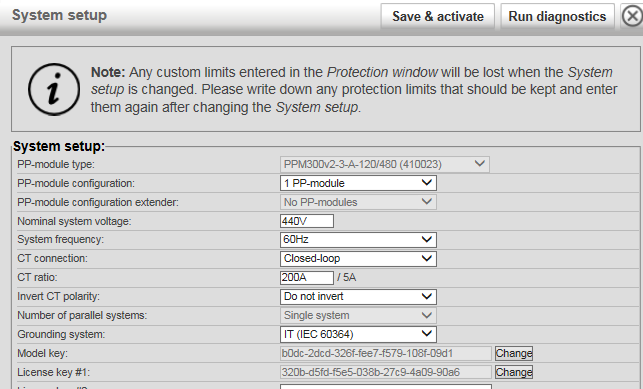 System setup
Save & activate
Run diagnostics
Note: Any custom limits entered in the Protection window will be lost when the System
setup is changed. Please write down any protection limits that should be kept and enter
them again after changing the System setup.
System setup:
PP-module type: PPM300v2-3-A-120/480 (410023)
PP-module configuration: 1 PP-module
PP-module configuration extender: No PP-modules
Nominal system voltage: 440V
System frequency: 60Hz
CT connection: Closed-loop
CT ratio: 200A / 5A
Invert CT polarity: Do not invert
Number of parallel systems: Single system
Grounding system: IT (IEC 60364)
Model key: b0dc-2dcd-326f-fee7-f579-108f-09d1 Change
License key #1: 320b-d5fd-f5e5-038b-27c9-4a09-90a6 Change